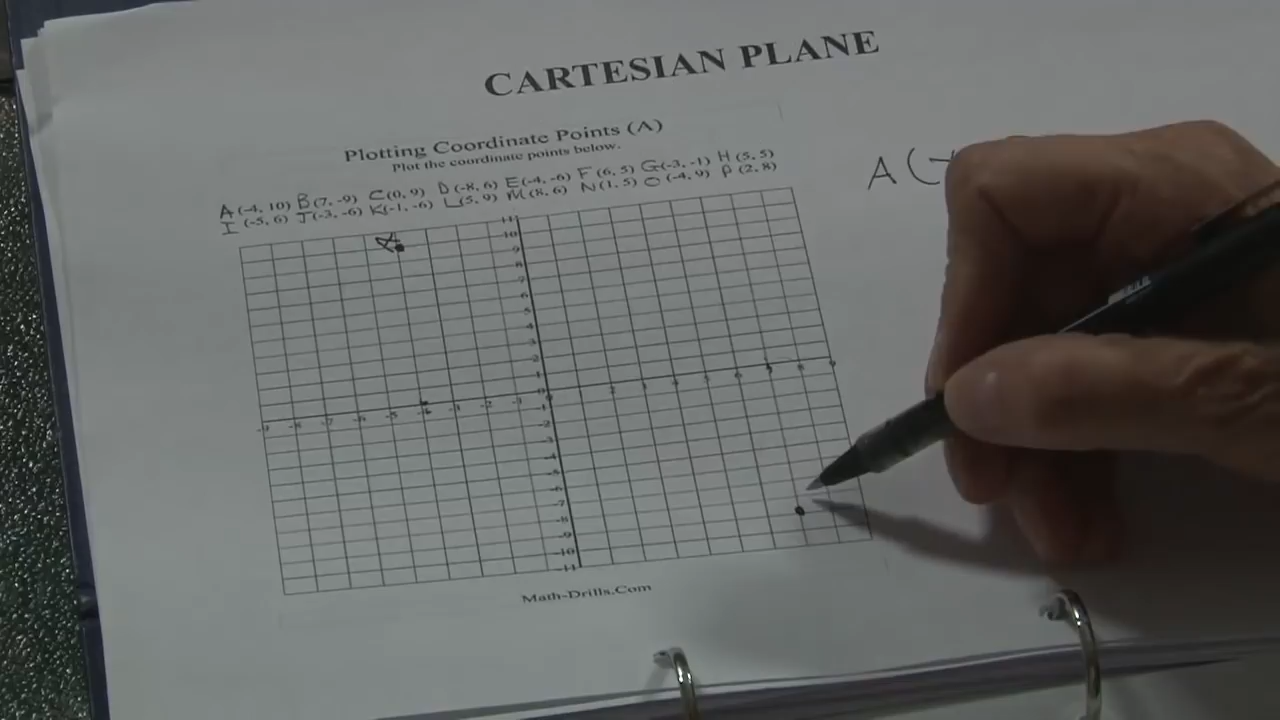 CARTESIAN PLANE
Plotting Coordinate Points (A)
Plot the coordinate points below.
A (-4, 10) B (7, -9) C (0, 9) D (-8, 6) E (-4, -6) F (6, 5) G (-3, -1) H (5, 5)
I (-5, 6) J (-3, -6) K (-1, -6) L (5, 9) M (8, 6) N (1, 5) O (-4, 9) P (2, 8)
A (-
Math-Drills.Com